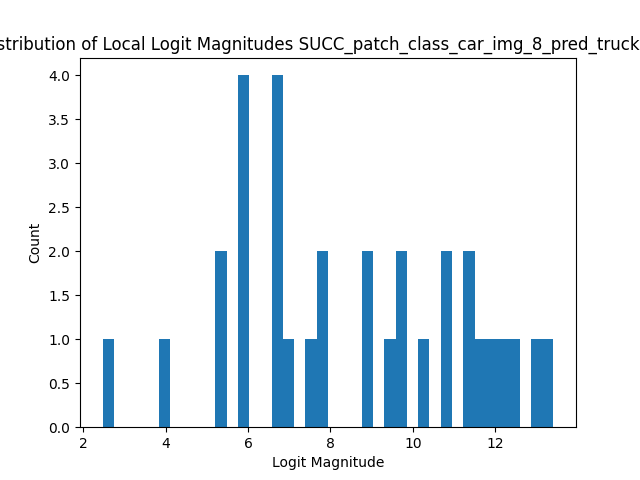 stribution of Local Logit Magnitudes SUCC_patch_class_car_img_8_pred_truck
4.0
3.5
3.0
2.5
2.0
1.5
1.0
0.5
0.0
Count
2 4 6 8 10 12
Logit Magnitude